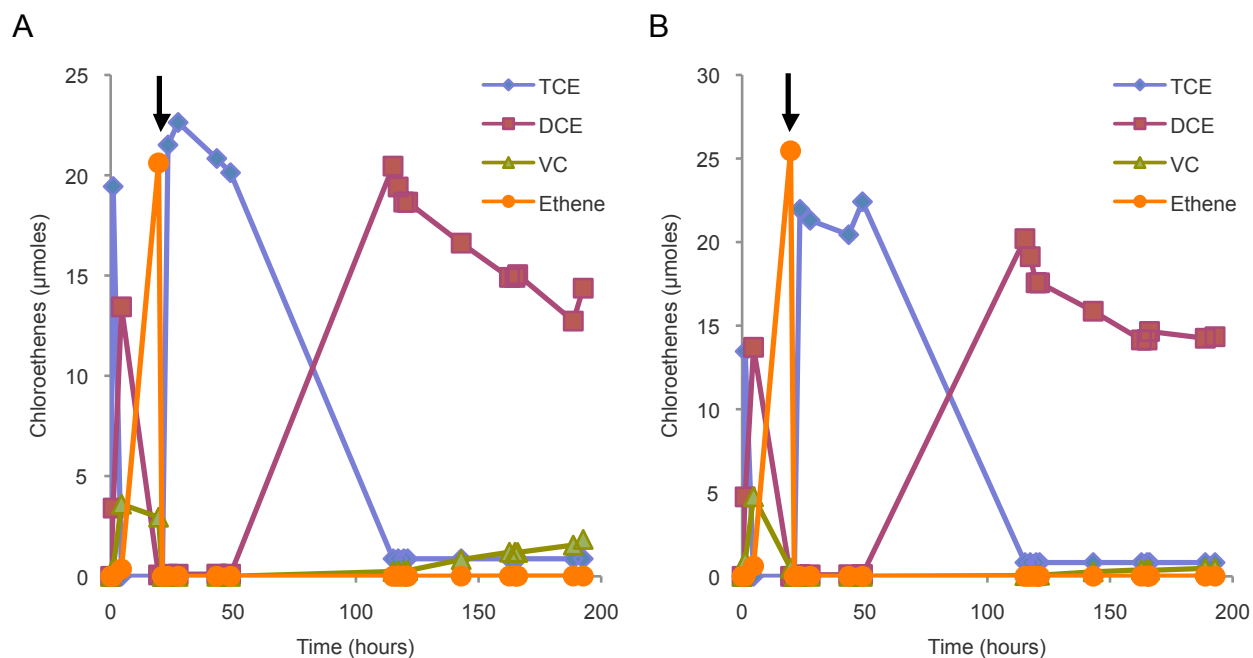 A
25
20
15
10
5
0
0 50 100 150 200
Chloroethenes (µmoles)
Time (hours)
TCE
DCE
VC
Ethene
B
30
25
20
15
10
5
0
0 50 100 150 200
Chloroethenes (µmoles)
Time (hours)
TCE
DCE
VC
Ethene